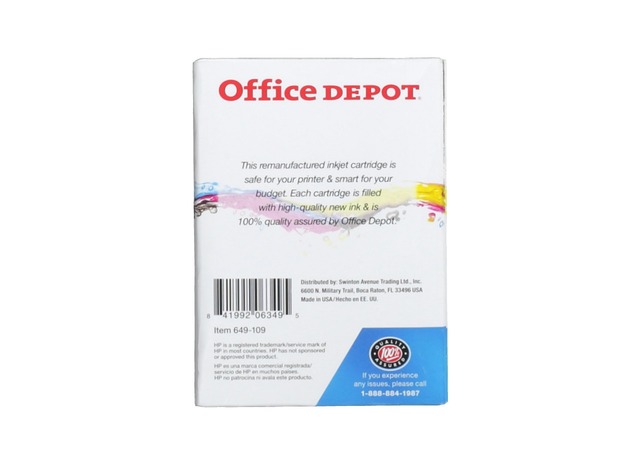 Office DEPOT.
This remanufactured inkjet cartridge is
safe for your printer & smart for your
budget. Each cartridge is filled
with high-quality new ink & is
100% quality assured by Office Depot.
Distributed by: Swinton Avenue Trading Ltd., Inc.
6600 N. Military Trail, Boca Raton, FL 33496 USA
Made in USA/Hecho en EE. UU.
8 41992 06349 5
Item 649-109
HP is a registered trademark/service mark of
HP in most countries. HP has not sponsored
or approved this product.
HP es una marca comercial registrada/
servicio de HP en muchos países.
HP no patrocina ni avala este producto.
QUALITY
100%
ASSURED
If you experience
any issues, please call
1-888-884-1987